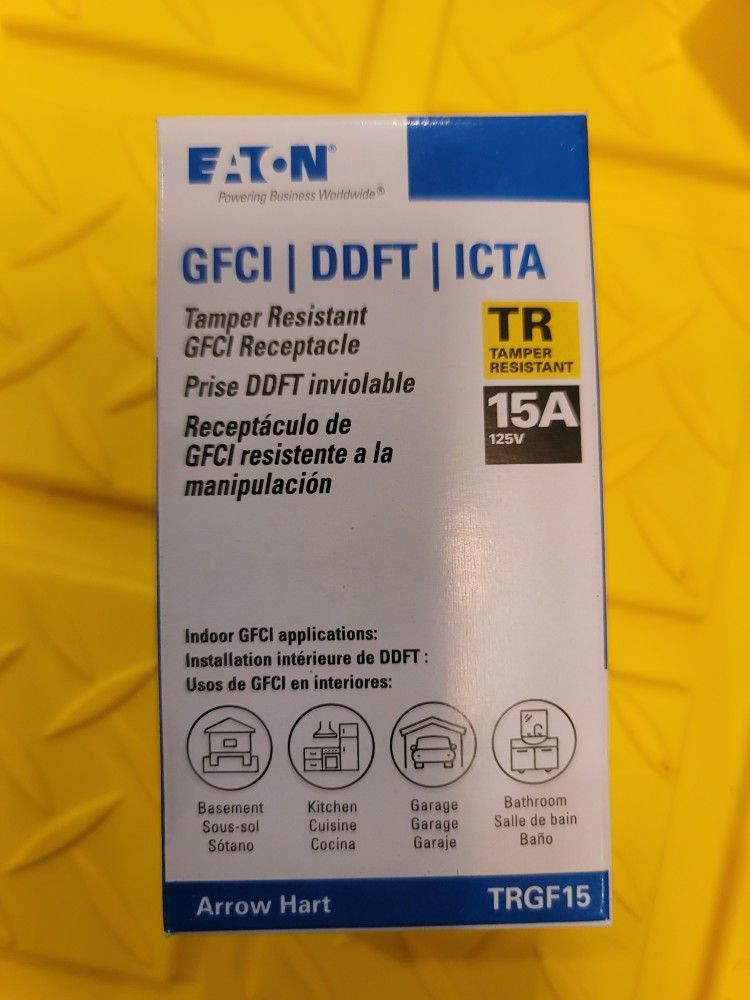 EATON®
Powering Business Worldwide®
GFCI | DDFT | ICTA
Tamper Resistant
GFCI Receptacle
Prise DDFT inviolable
Receptáculo de
GFCI resistente a la
manipulación
TR
TAMPER
RESISTANT
15A
125V
Indoor GFCI applications:
Installation intérieure de DDFT :
Usos de GFCI en interiores:
Basement
Sous-sol
Sótano
Kitchen
Cuisine
Cocina
Garage
Garage
Garaje
Bathroom
Salle de bain
Baño
Arrow Hart
TRGF15